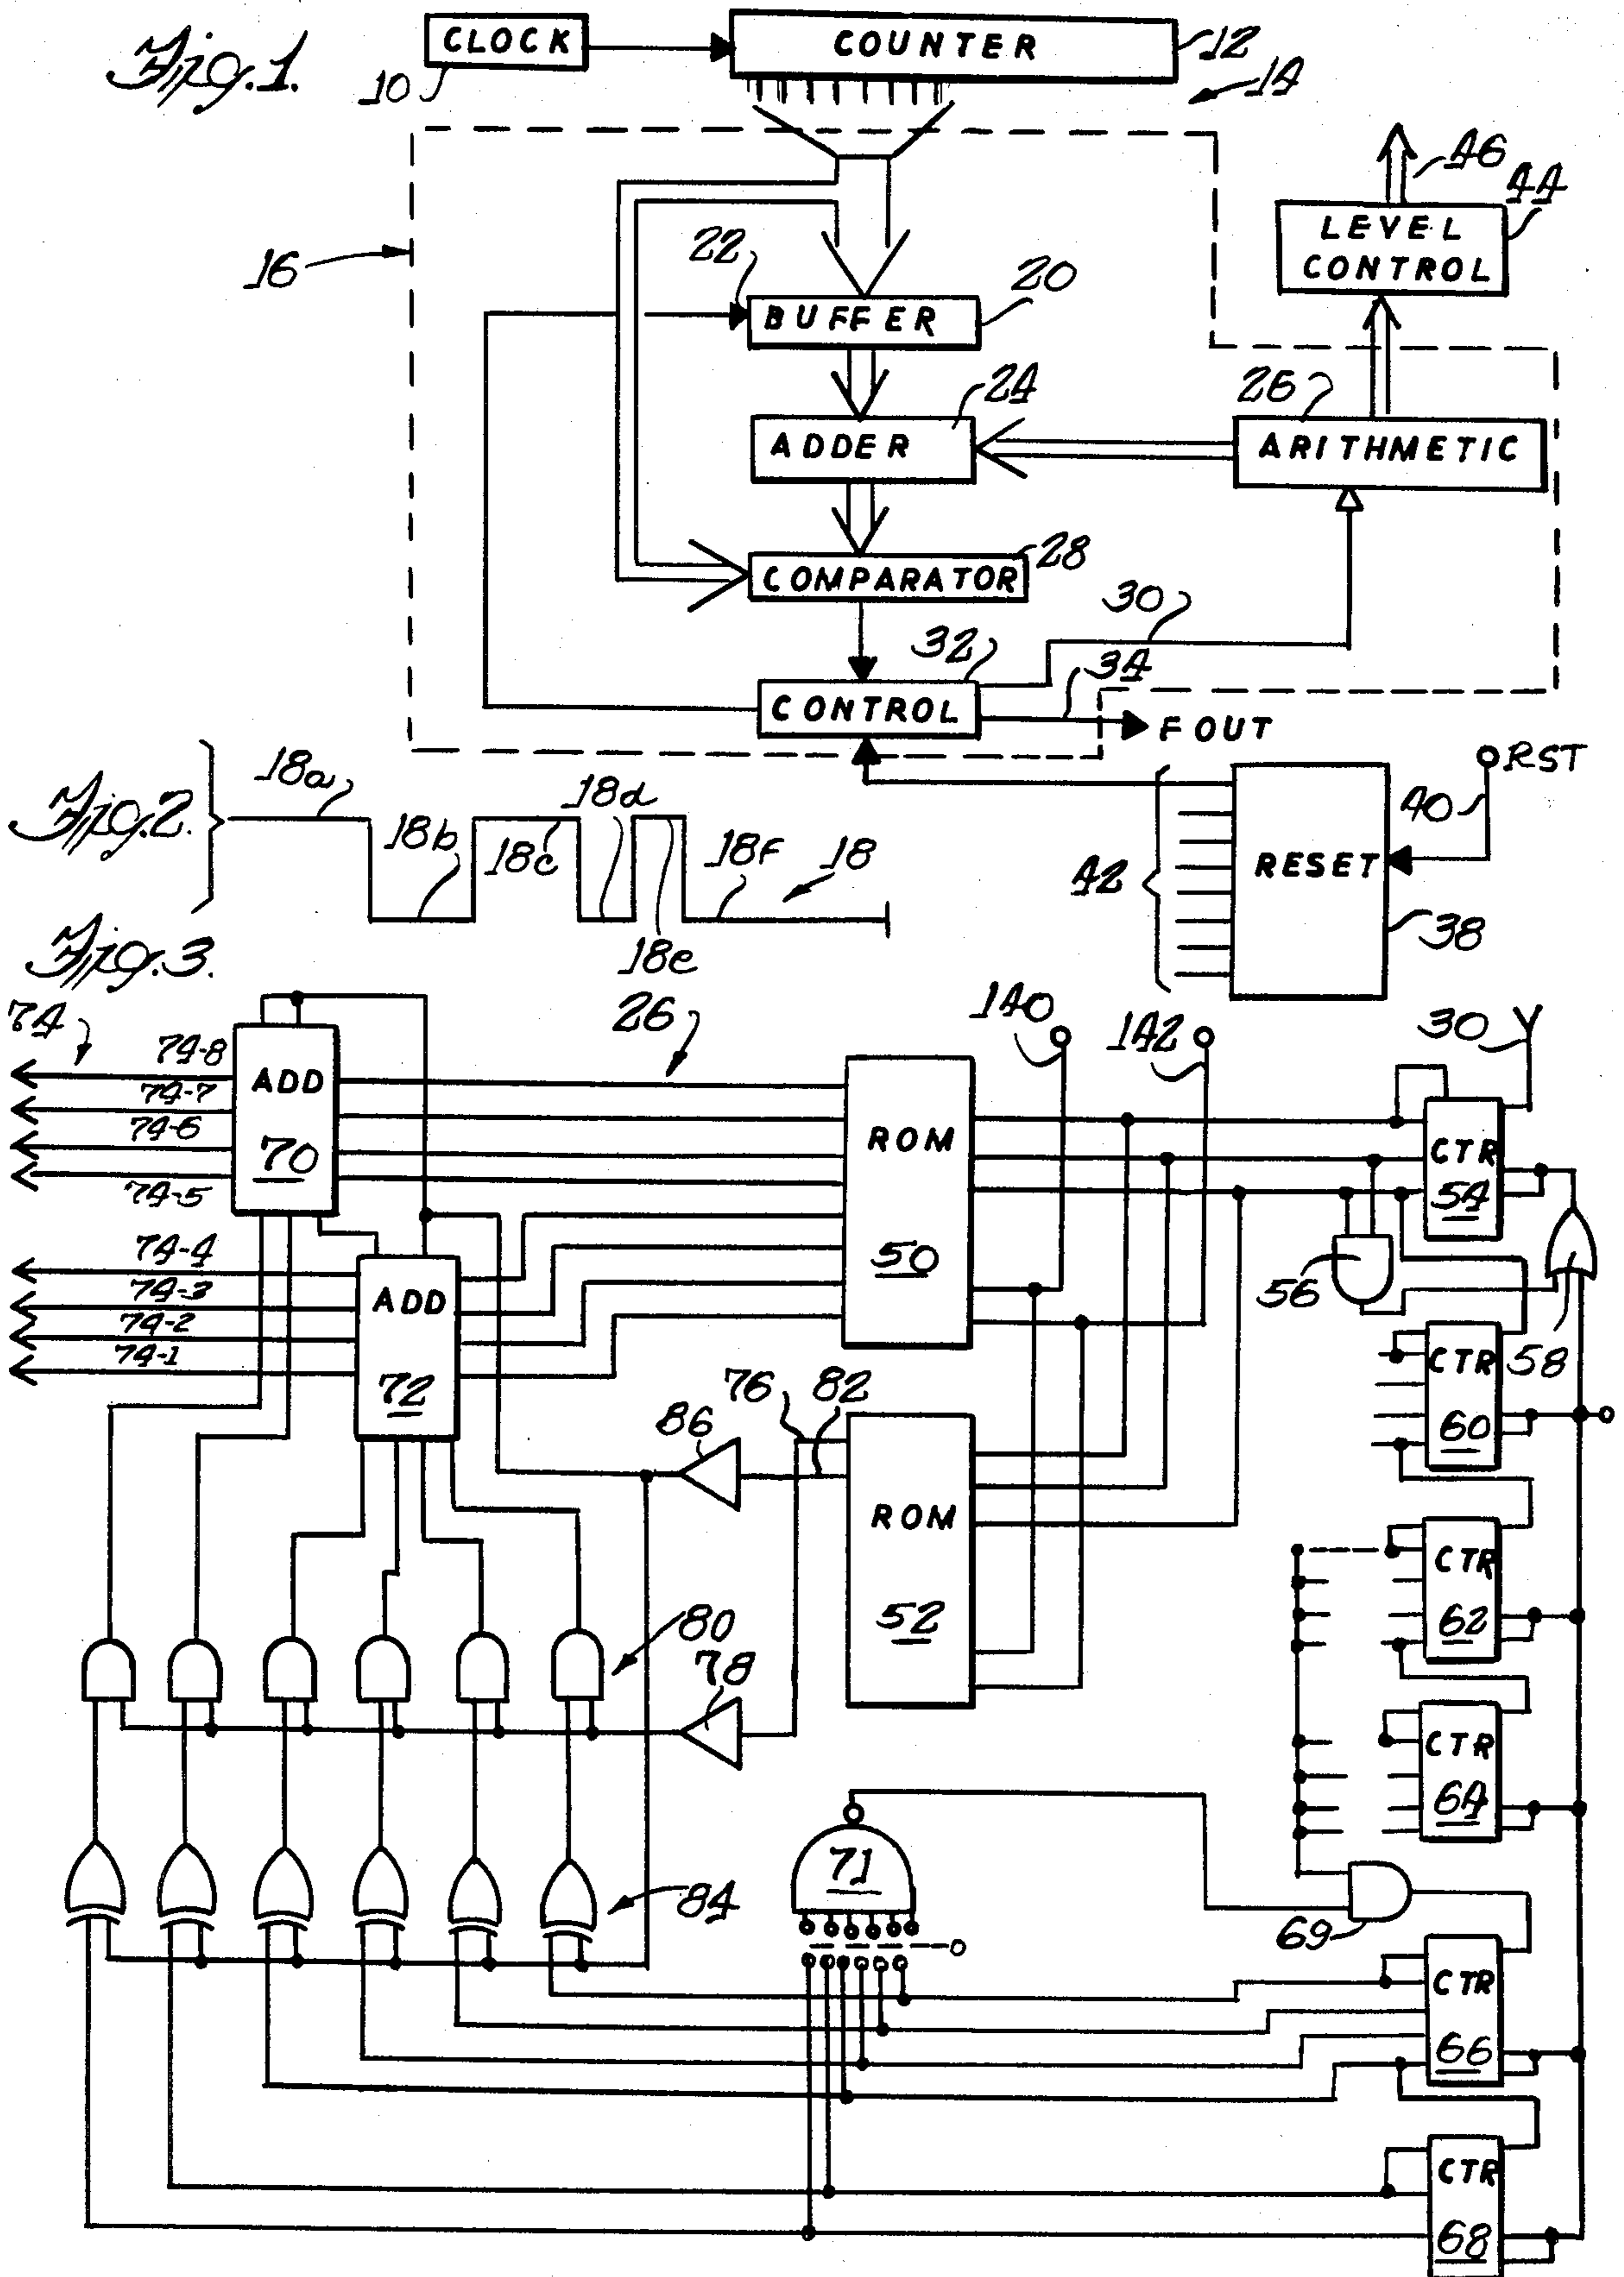 Fig. 1.
CLOCK
10
COUNTER
12
14
16
46
44
LEVEL
CONTROL
22
20
BUFFER
24
ADDER
26
ARITHMETIC
28
COMPARATOR
30
32
34
CONTROL
F OUT
Fig. 2.
18a
18b
18c
18d
18e
18f
18
RST
40
42
RESET
38
Fig. 3.
74
74-8
74-7
74-6
74-5
ADD
70
26
140
142
30
ROM
50
CTR
54
74-4
74-3
74-2
74-1
ADD
72
56
58
CTR
60
76
82
86
ROM
52
CTR
62
80
78
CTR
64
71
84
69
CTR
66
CTR
68